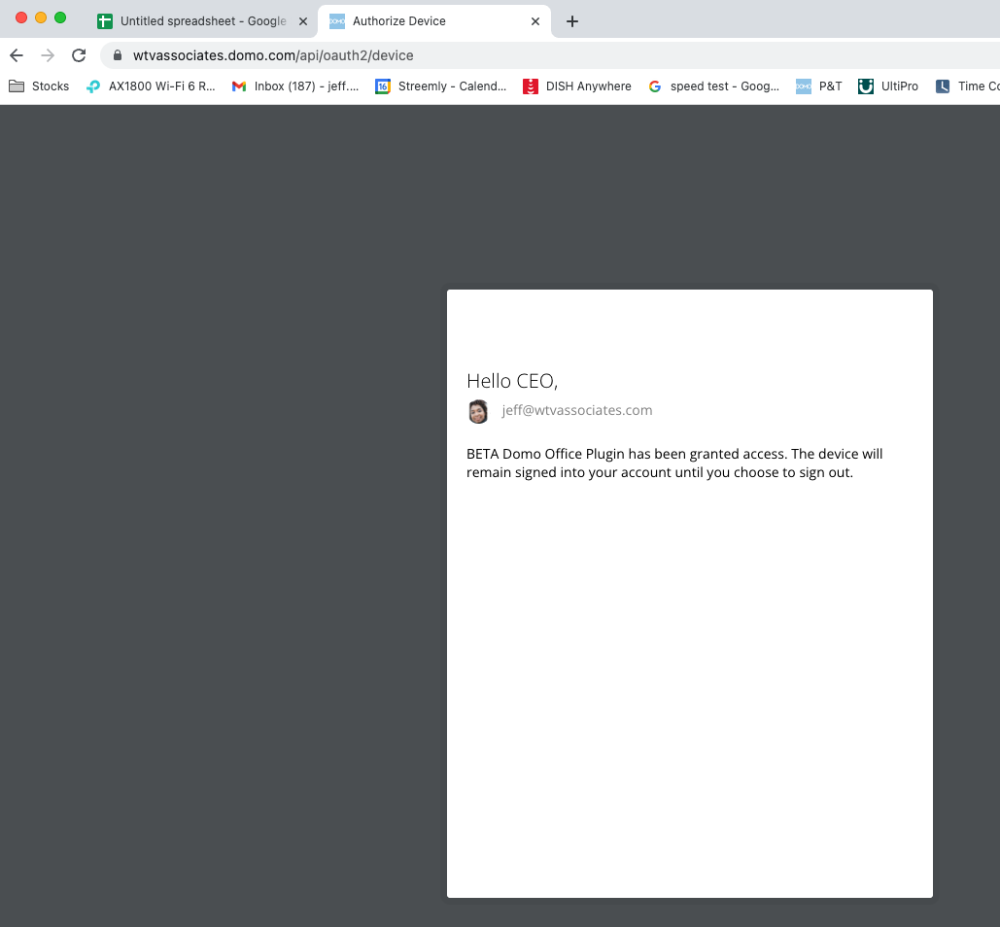 Untitled spreadsheet - Google
DOMO Authorize Device
wtvassociates.domo.com/api/oauth2/device
Stocks AX1800 Wi-Fi 6 R... Inbox (187) - jeff.... 16 Streemly - Calend... DISH Anywhere speed test - Goog... DOMO P&T UltiPro Time Co
Hello CEO,
jeff@wtvassociates.com
BETA Domo Office Plugin has been granted access. The device will
remain signed into your account until you choose to sign out.